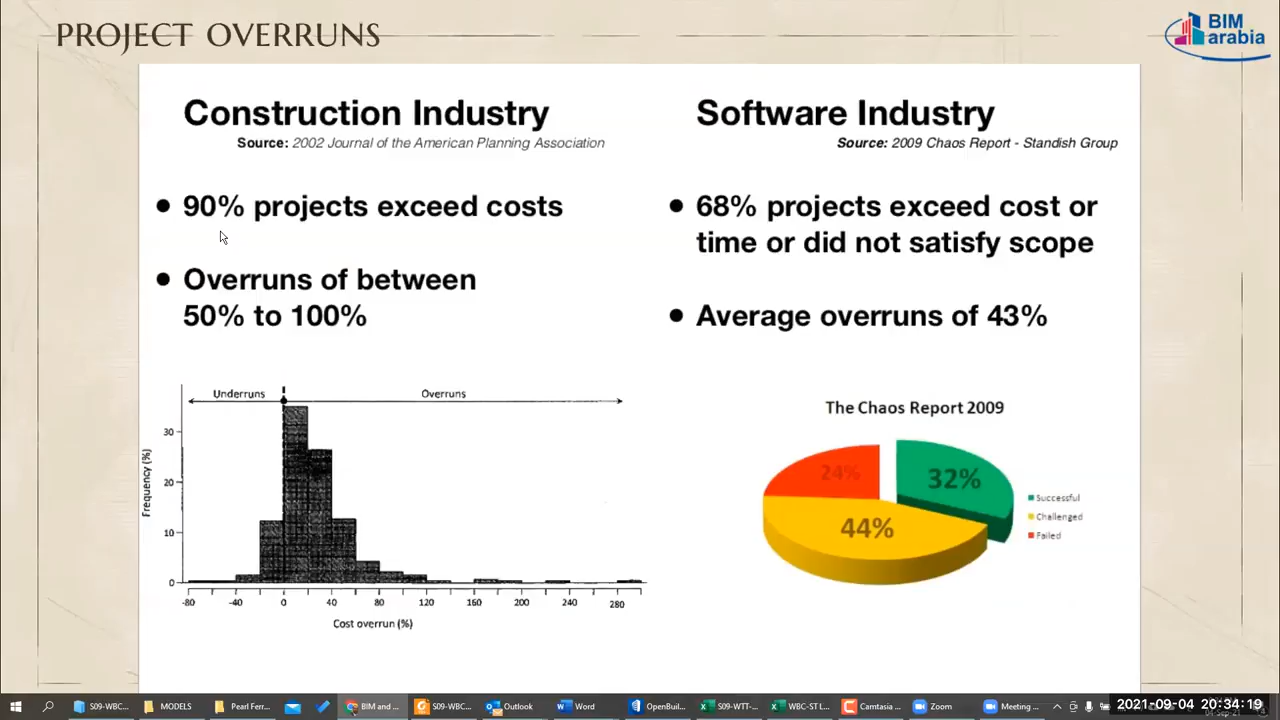 PROJECT OVERRUNS
BIM
arabia
Construction Industry
Source: 2002 Journal of the American Planning Association
• 90% projects exceed costs
• Overruns of between
50% to 100%
Underruns
Overruns
Frequency (%)
30
20
10
0
-80 -40 0 40 80 120 160 200 240 280
Cost overrun (%)
Software Industry
Source: 2009 Chaos Report - Standish Group
• 68% projects exceed cost or
time or did not satisfy scope
• Average overruns of 43%
The Chaos Report 2009
24%
32%
44%
Successful
Challenged
Failed
S09-WBC... MODELS Pearl Ferr... BIM and ... S09-WBC... Outlook Word OpenBuil... S09-WTT-... WBC-ST L... Camtasia ... Zoom Meeting ...
2021-09-04 20:34:19